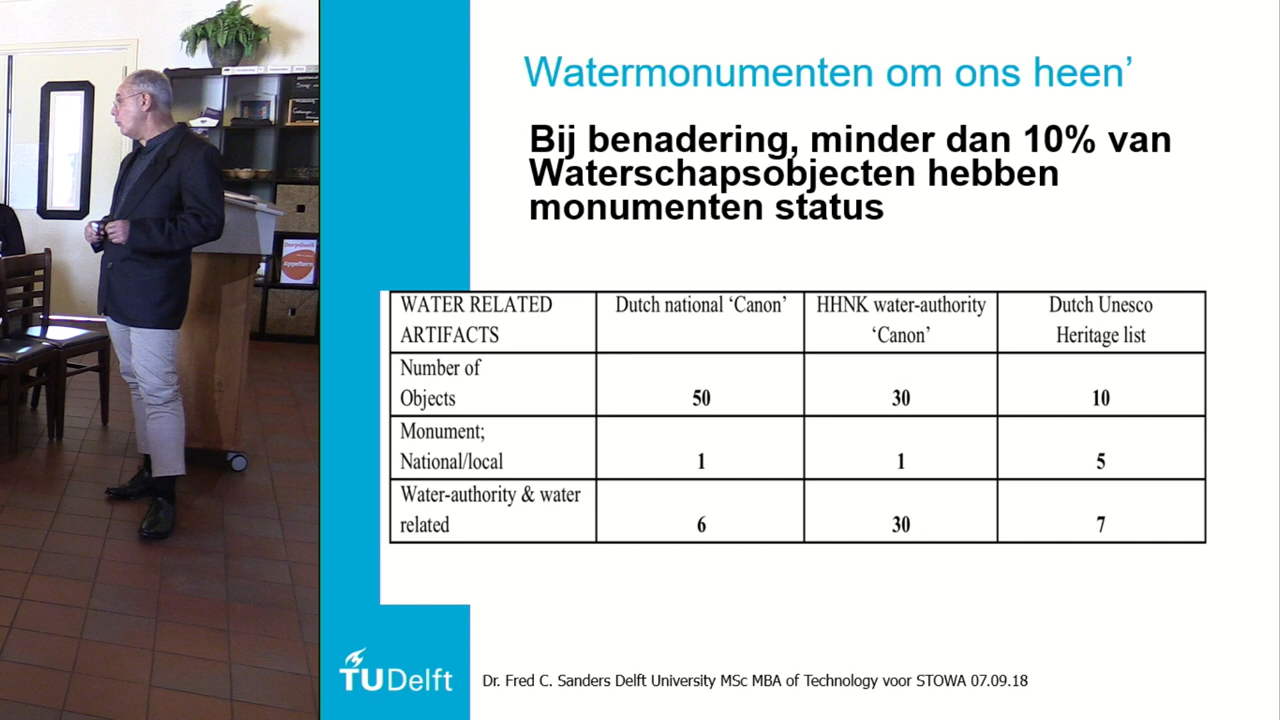 Watermonumenten om ons heen’
Bij benadering, minder dan 10% van
Waterschapsobjecten hebben
monumenten status
WATER RELATED ARTIFACTS | Dutch national ‘Canon’ | HHNK water-authority ‘Canon’ | Dutch Unesco Heritage list
Number of Objects | 50 | 30 | 10
Monument; National/local | 1 | 1 | 5
Water-authority & water related | 6 | 30 | 7
TU Delft
Dr. Fred C. Sanders Delft University MSc MBA of Technology voor STOWA 07.09.18
Appeltern